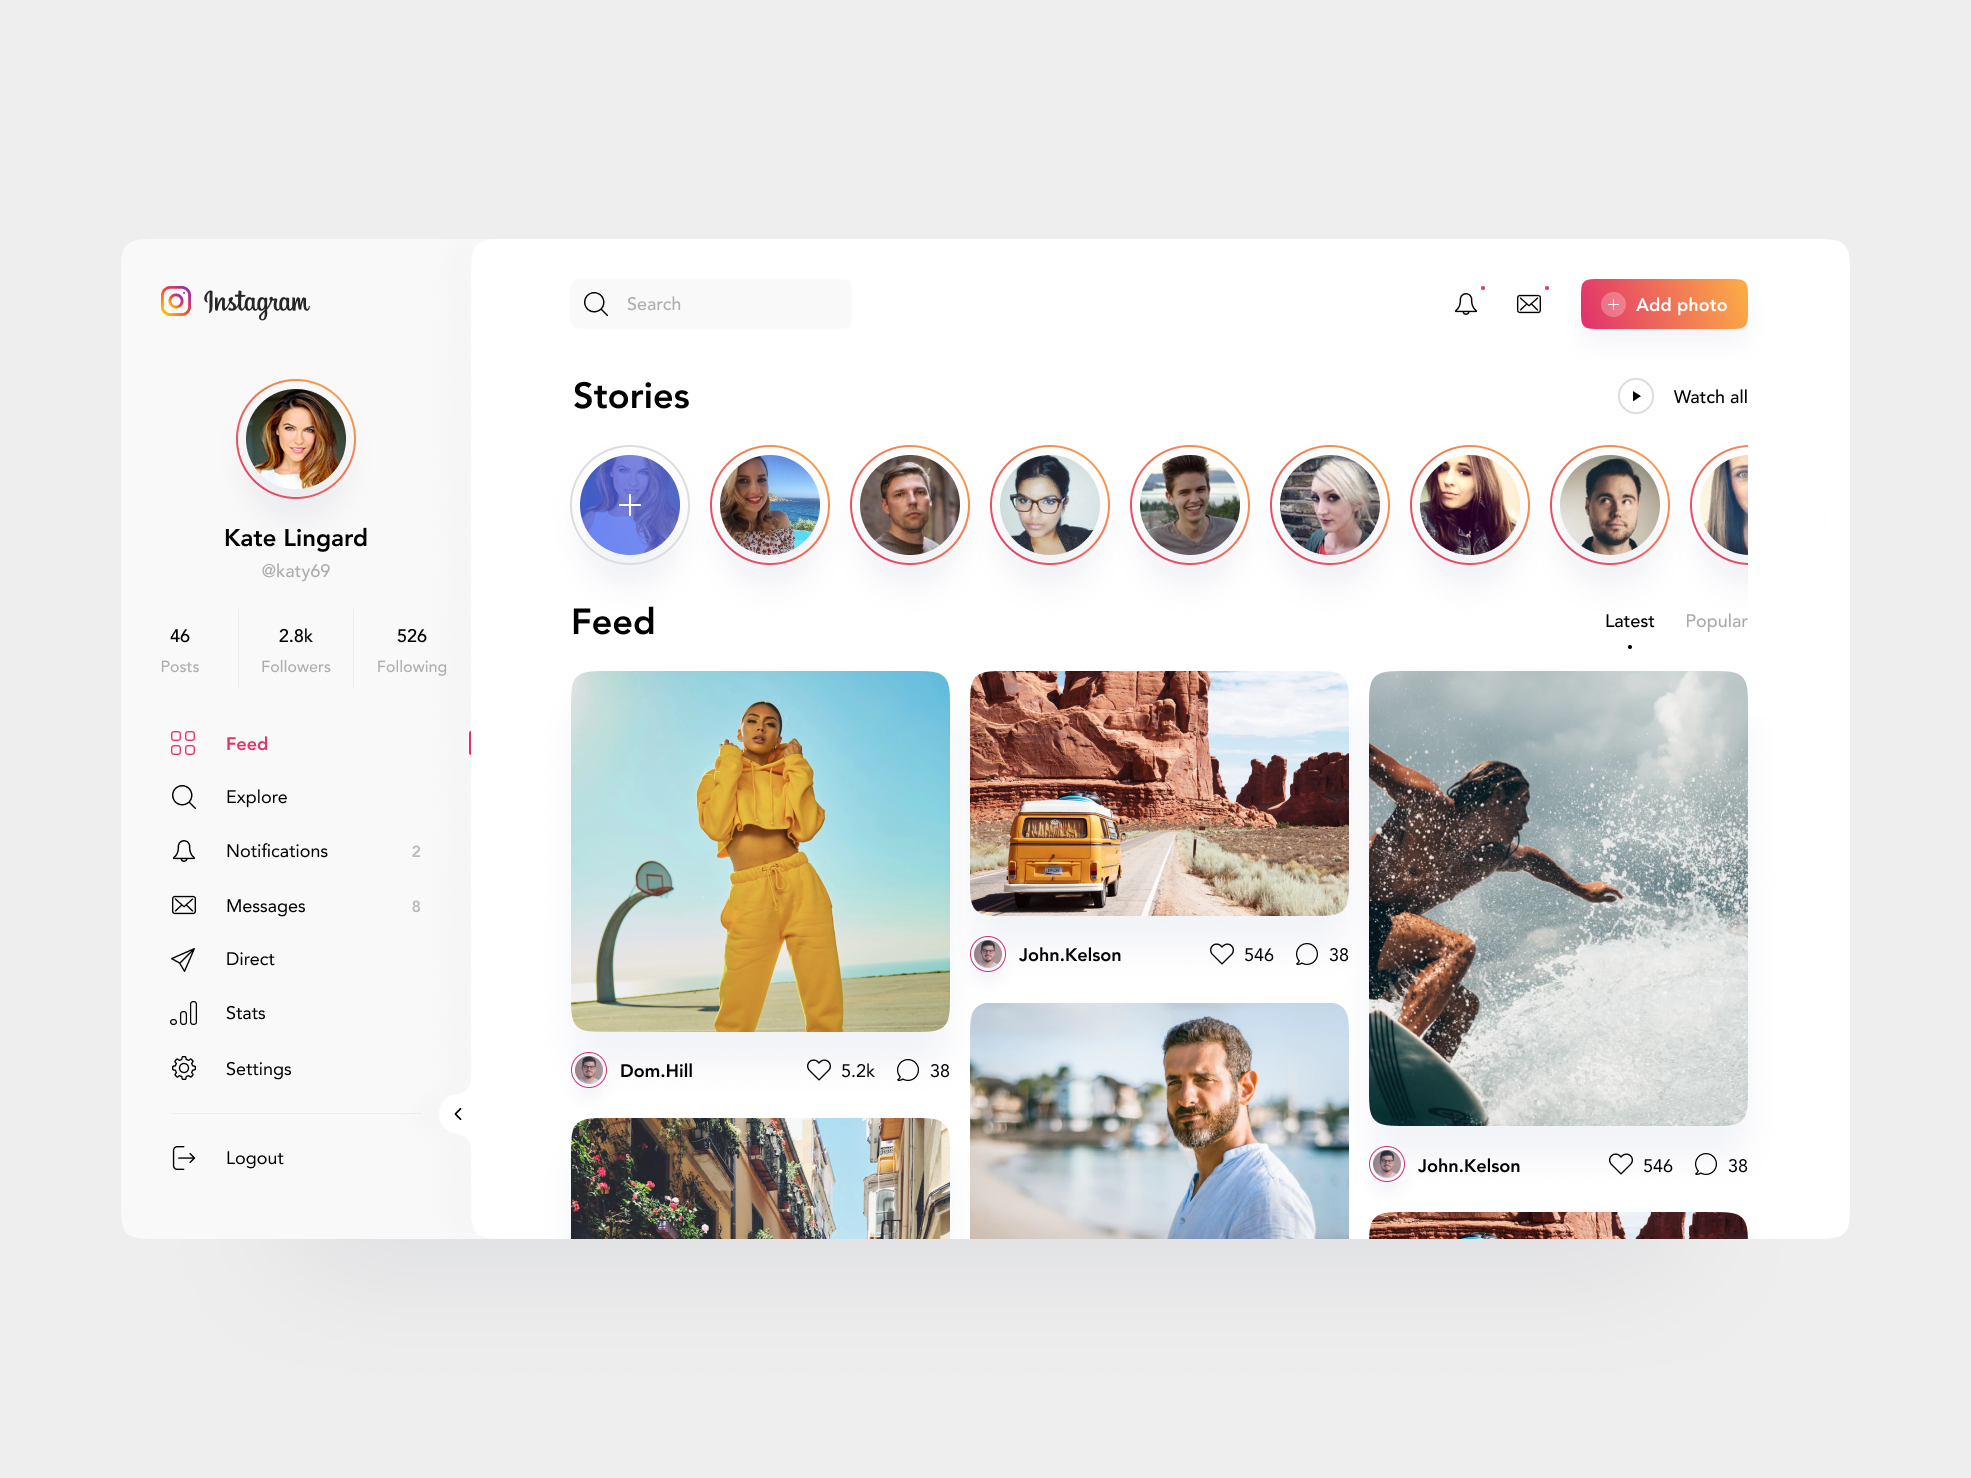 Instagram
Kate Lingard
@katy69
46
Posts
2.8k
Followers
526
Following
Feed
Explore
Notifications 2
Messages 8
Direct
Stats
Settings
Logout
Search
Add photo
Stories
Watch all
Feed
Latest
Popular
Dom.Hill 5.2k 38
John.Kelson 546 38
John.Kelson 546 38